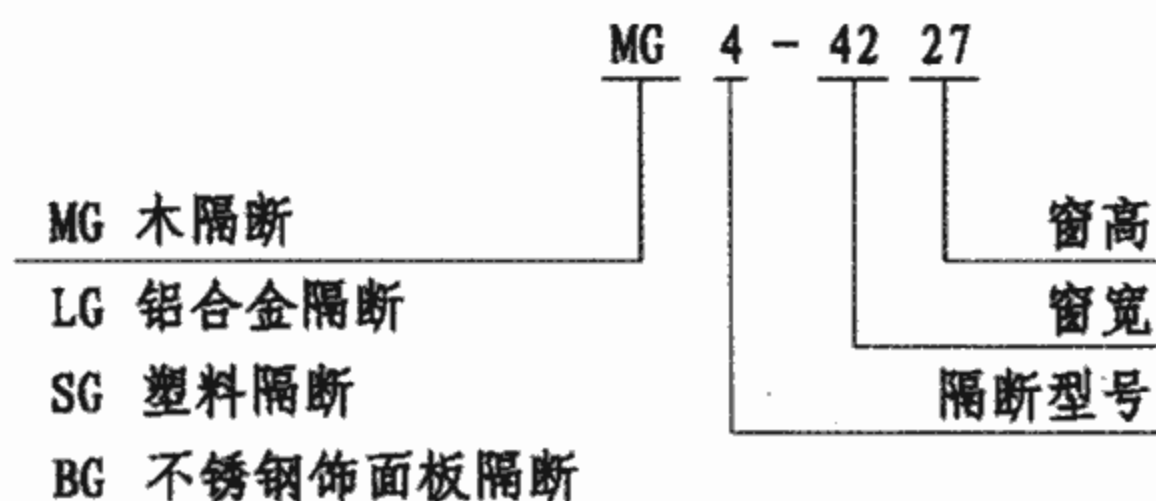 MG 4 - 42 27
MG 木隔断
窗高
LG 铝合金隔断
窗宽
SG 塑料隔断
隔断型号
BG 不锈钢饰面板隔断